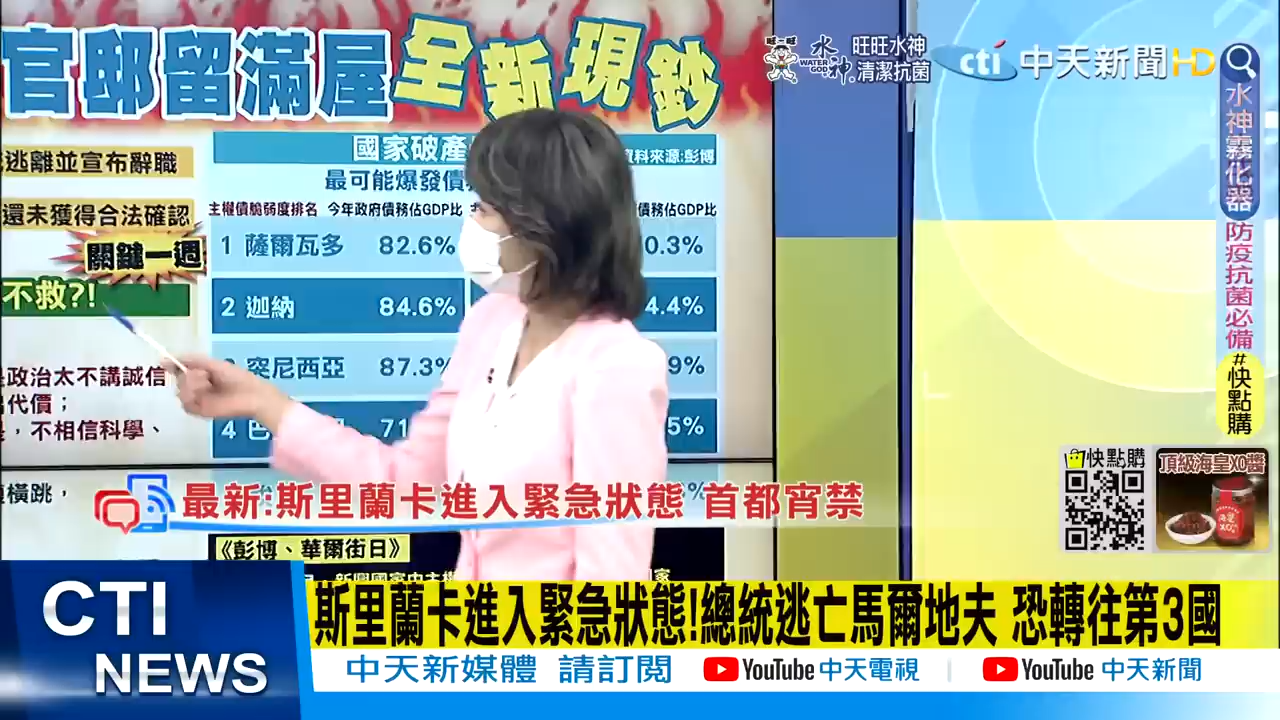 官邸留滿屋全新現鈔
逃離並宣布辭職
還未獲得合法確認
關鍵一週
不救?!
政治太不講誠信
代價；
，不相信科學、
橫跳，
國家破產
資料來源:彭博
最可能爆發債
主權債脆弱度排名 今年政府債務佔GDP比
債務佔GDP比
1 薩爾瓦多 82.6% 0.3%
2 迦納 84.6% 4.4%
突尼西亞 87.3% 9%
4 巴 71 5%
《彭博、華爾街日》
最新:斯里蘭卡進入緊急狀態 首都宵禁
旺旺水神
清潔抗菌
水神
WATER GOD
cti 中天新聞HD
水神霧化器
防疫抗菌必備
#快點購
快點購
頂級海皇XO醬
CTI NEWS
斯里蘭卡進入緊急狀態!總統逃亡馬爾地夫 恐轉往第3國
中天新媒體 請訂閱 YouTube 中天電視 | YouTube 中天新聞